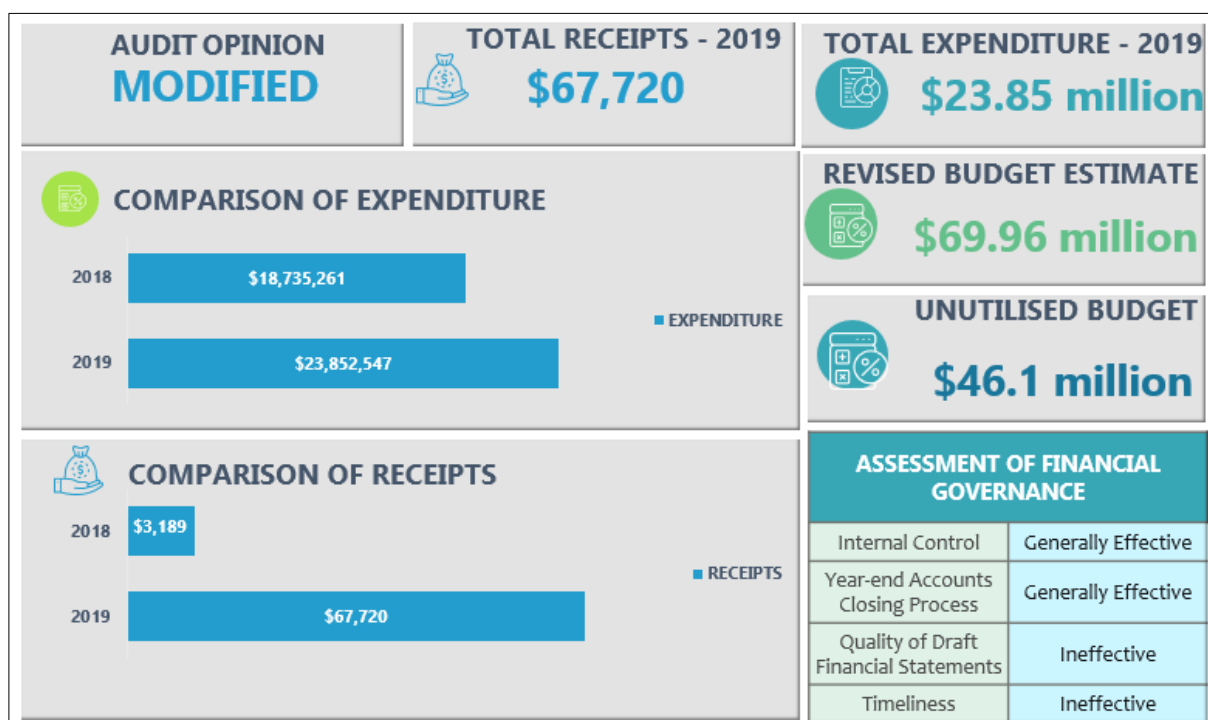 AUDIT OPINION
MODIFIED
TOTAL RECEIPTS - 2019
$67,720
TOTAL EXPENDITURE - 2019
$23.85 million
COMPARISON OF EXPENDITURE
2018
$18,735,261
2019
$23,852,547
EXPENDITURE
REVISED BUDGET ESTIMATE
$69.96 million
UNUTILISED BUDGET
$46.1 million
COMPARISON OF RECEIPTS
2018
$3,189
2019
$67,720
RECEIPTS
ASSESSMENT OF FINANCIAL
GOVERNANCE
Internal Control
Generally Effective
Year-end Accounts
Closing Process
Generally Effective
Quality of Draft
Financial Statements
Ineffective
Timeliness
Ineffective